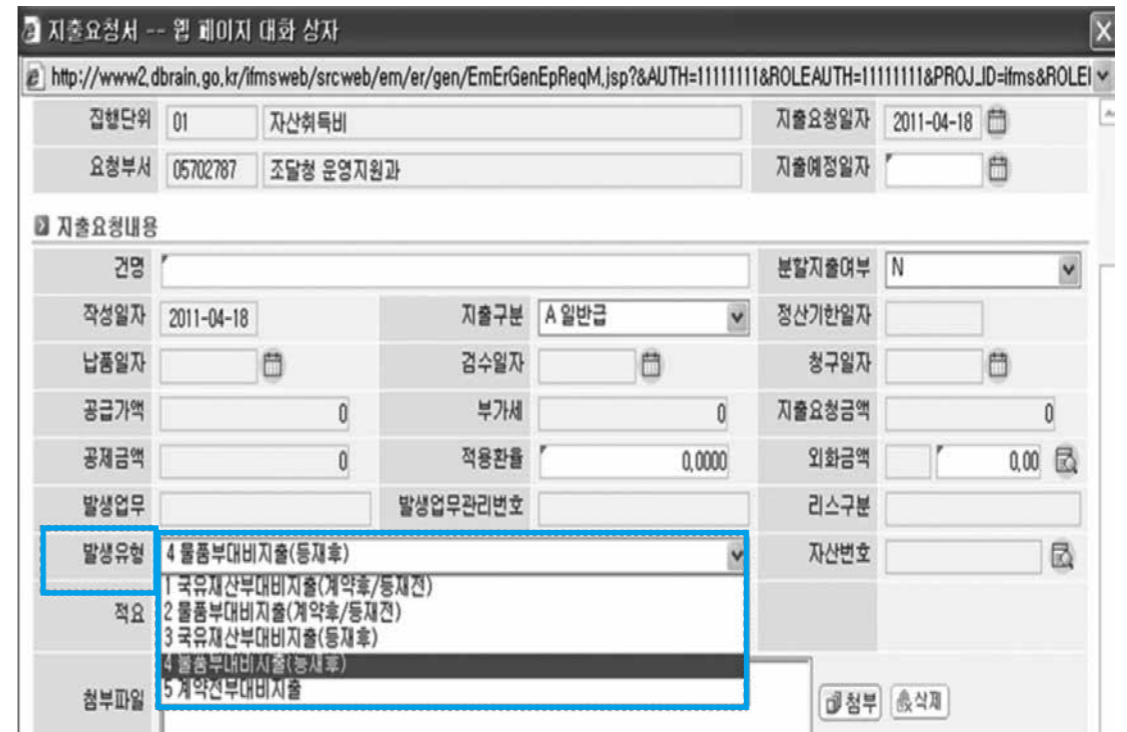 지출요청서 -- 웹 페이지 대화 상자
http://www2.dbrain.go.kr/ifmsweb/srcweb/em/er/gen/EmErGenEpReqM.jsp?&AUTH=11111111&ROLEAUTH=11111111&PROJ_ID=ifms&ROLEI
집행단위 01 자산취득비 지출요청일자 2011-04-18
요청부서 05702787 조달청 운영지원과 지출예정일자
지출요청내용
건명 분할지출여부 N
작성일자 2011-04-18 지출구분 A 일반급 정산기한일자
납품일자 검수일자 청구일자
공급가액 0 부가세 0 지출요청금액 0
공제금액 0 적용환율 0.0000 외화금액 0.00
발생업무 발생업무관리번호 리스구분
발생유형 4 물품부대비지출(등재후) 자산번호
1 국유재산부대비지출(계약후/등재전)
적요 2 물품부대비지출(계약후/등재전)
3 국유재산부대비지출(등재후)
4 물품부대비지출(등재후)
5 계약전부대비지출
첨부파일 첨부 삭제